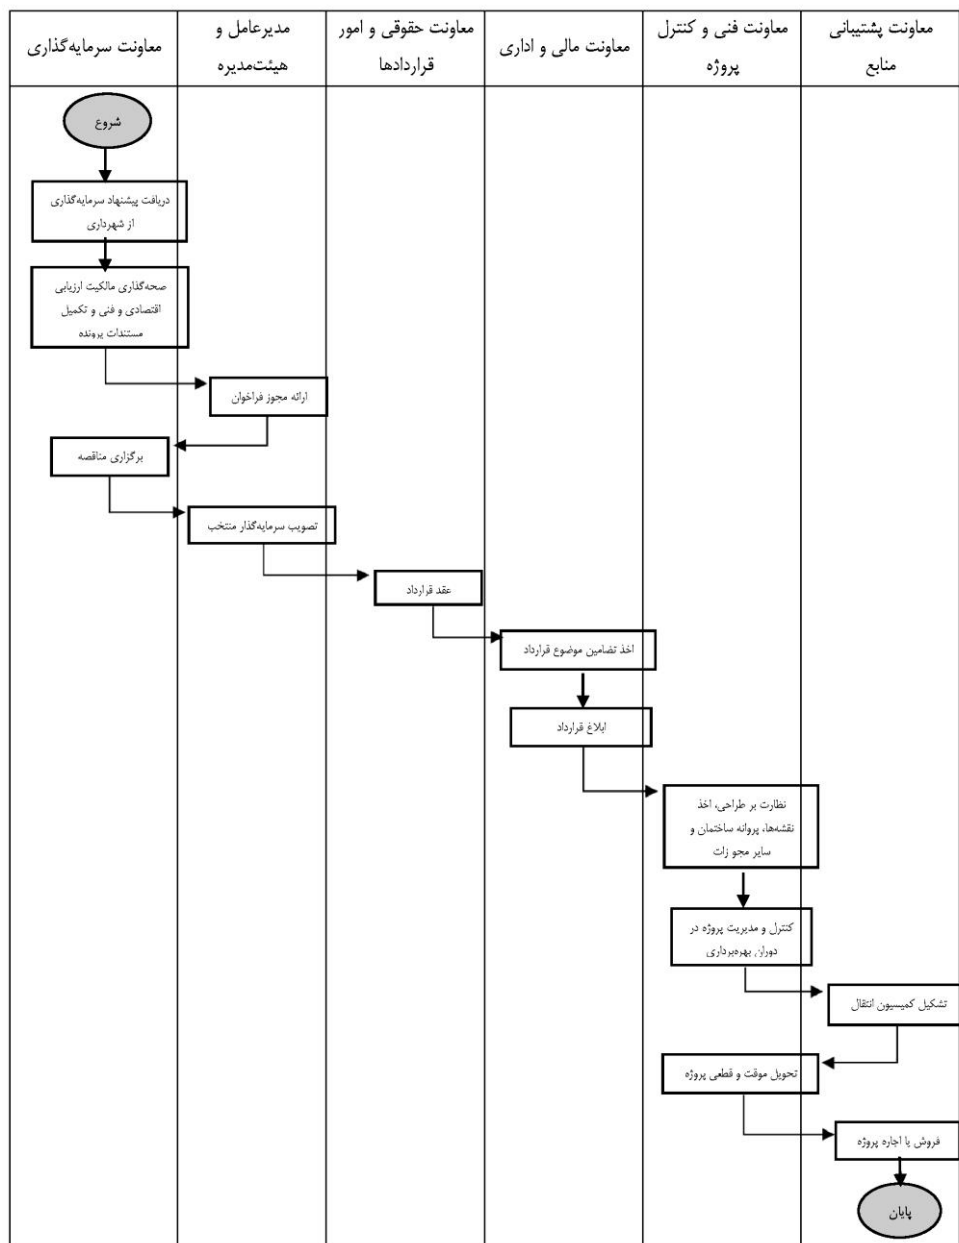 معاونت سرمایه‌گذاری
مدیرعامل و
هیئت‌مدیره
معاونت حقوقی و امور
قراردادها
معاونت مالی و اداری
معاونت فنی و کنترل
پروژه
معاونت پشتیبانی
منابع
شروع
دریافت پیشنهاد سرمایه‌گذاری
از شهرداری
صحه‌گذاری مالکیت ارزیابی
اقتصادی و فنی و تکمیل
مستندات پرونده
ارائه مجوز فراخوان
برگزاری مناقصه
تصویب سرمایه‌گذار منتخب
عقد قرارداد
اخذ تضامین موضوع قرارداد
ابلاغ قرارداد
نظارت بر طراحی، اخذ
نقشه‌ها، پروانه ساختمان و
سایر مجو زات
کنترل و مدیریت پروژه در
دوران بهره‌برداری
تشکیل کمیسیون انتقال
تحویل موقت و قطعی پروژه
فروش یا اجاره پروژه
پایان